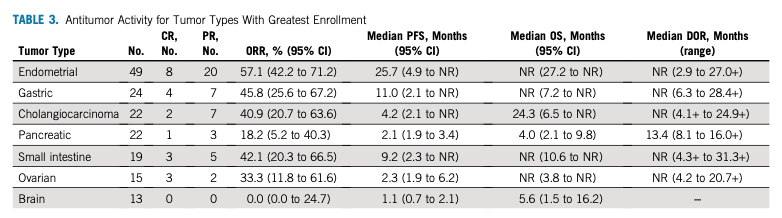 TABLE 3. Antitumor Activity for Tumor Types With Greatest Enrollment
Tumor Type No. CR, No. PR, No. ORR, % (95% CI) Median PFS, Months (95% CI) Median OS, Months (95% CI) Median DOR, Months (range)
Endometrial 49 8 20 57.1 (42.2 to 71.2) 25.7 (4.9 to NR) NR (27.2 to NR) NR (2.9 to 27.0+)
Gastric 24 4 7 45.8 (25.6 to 67.2) 11.0 (2.1 to NR) NR (7.2 to NR) NR (6.3 to 28.4+)
Cholangiocarcinoma 22 2 7 40.9 (20.7 to 63.6) 4.2 (2.1 to NR) 24.3 (6.5 to NR) NR (4.1+ to 24.9+)
Pancreatic 22 1 3 18.2 (5.2 to 40.3) 2.1 (1.9 to 3.4) 4.0 (2.1 to 9.8) 13.4 (8.1 to 16.0+)
Small intestine 19 3 5 42.1 (20.3 to 66.5) 9.2 (2.3 to NR) NR (10.6 to NR) NR (4.3+ to 31.3+)
Ovarian 15 3 2 33.3 (11.8 to 61.6) 2.3 (1.9 to 6.2) NR (3.8 to NR) NR (4.2 to 20.7+)
Brain 13 0 0 0.0 (0.0 to 24.7) 1.1 (0.7 to 2.1) 5.6 (1.5 to 16.2) –